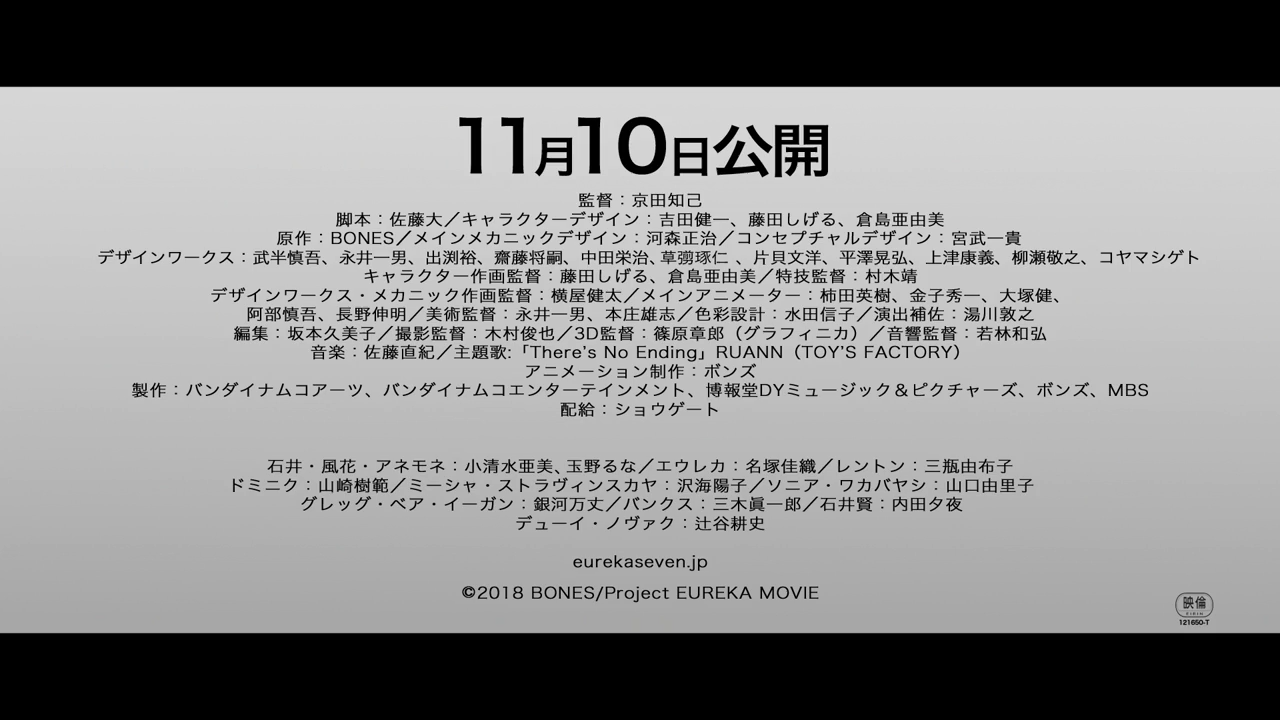 11月10日公開
監督：京田知己
脚本：佐藤大／キャラクターデザイン：吉田健一、藤田しげる、倉島亜由美
原作：BONES／メインメカニックデザイン：河森正治／コンセプチャルデザイン：宮武一貴
デザインワークス：武半慎吾、永井一男、出渕裕、齋藤将嗣、中田栄治、草彅琢仁 、片貝文洋、平澤晃弘、上津康義、柳瀬敬之、コヤマシゲト
キャラクター作画監督：藤田しげる、倉島亜由美／特技監督：村木靖
デザインワークス・メカニック作画監督：横屋健太／メインアニメーター：柿田英樹、金子秀一、大塚健、
阿部慎吾、長野伸明／美術監督：永井一男、本庄雄志／色彩設計：水田信子／演出補佐：湯川敦之
編集：坂本久美子／撮影監督：木村俊也／3D監督：篠原章郎（グラフィニカ）／音響監督：若林和弘
音楽：佐藤直紀／主題歌:「There's No Ending」RUANN（TOY'S FACTORY）
アニメーション制作：ボンズ
製作：バンダイナムコアーツ、バンダイナムコエンターテインメント、博報堂DYミュージック＆ピクチャーズ、ボンズ、MBS
配給：ショウゲート
石井・風花・アネモネ：小清水亜美、玉野るな／エウレカ：名塚佳織／レントン：三瓶由布子
ドミニク：山崎樹範／ミーシャ・ストラヴィンスカヤ：沢海陽子／ソニア・ワカバヤシ：山口由里子
グレッグ・ベア・イーガン：銀河万丈／バンクス：三木眞一郎／石井賢：内田夕夜
デューイ・ノヴァク：辻谷耕史
eurekaseven.jp
©2018 BONES/Project EUREKA MOVIE
映倫
EIRIN
121650-T